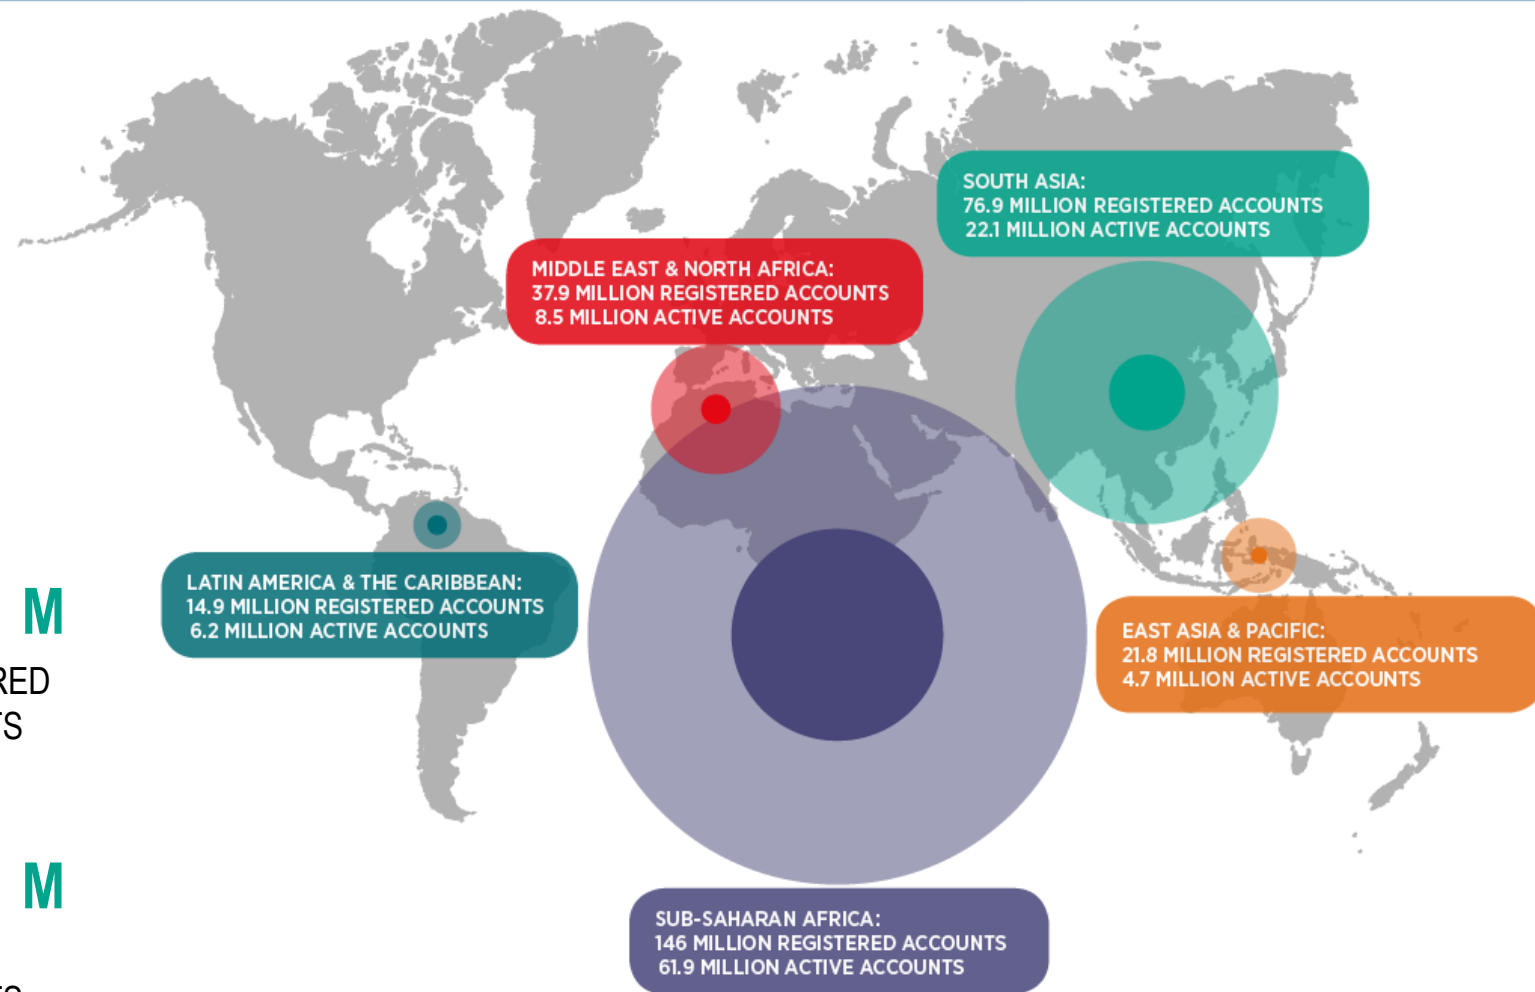 SOUTH ASIA:
76.9 MILLION REGISTERED ACCOUNTS
22.1 MILLION ACTIVE ACCOUNTS
MIDDLE EAST & NORTH AFRICA:
37.9 MILLION REGISTERED ACCOUNTS
8.5 MILLION ACTIVE ACCOUNTS
LATIN AMERICA & THE CARIBBEAN:
14.9 MILLION REGISTERED ACCOUNTS
6.2 MILLION ACTIVE ACCOUNTS
M
RED
TS
EAST ASIA & PACIFIC:
21.8 MILLION REGISTERED ACCOUNTS
4.7 MILLION ACTIVE ACCOUNTS
M
SUB-SAHARAN AFRICA:
146 MILLION REGISTERED ACCOUNTS
61.9 MILLION ACTIVE ACCOUNTS